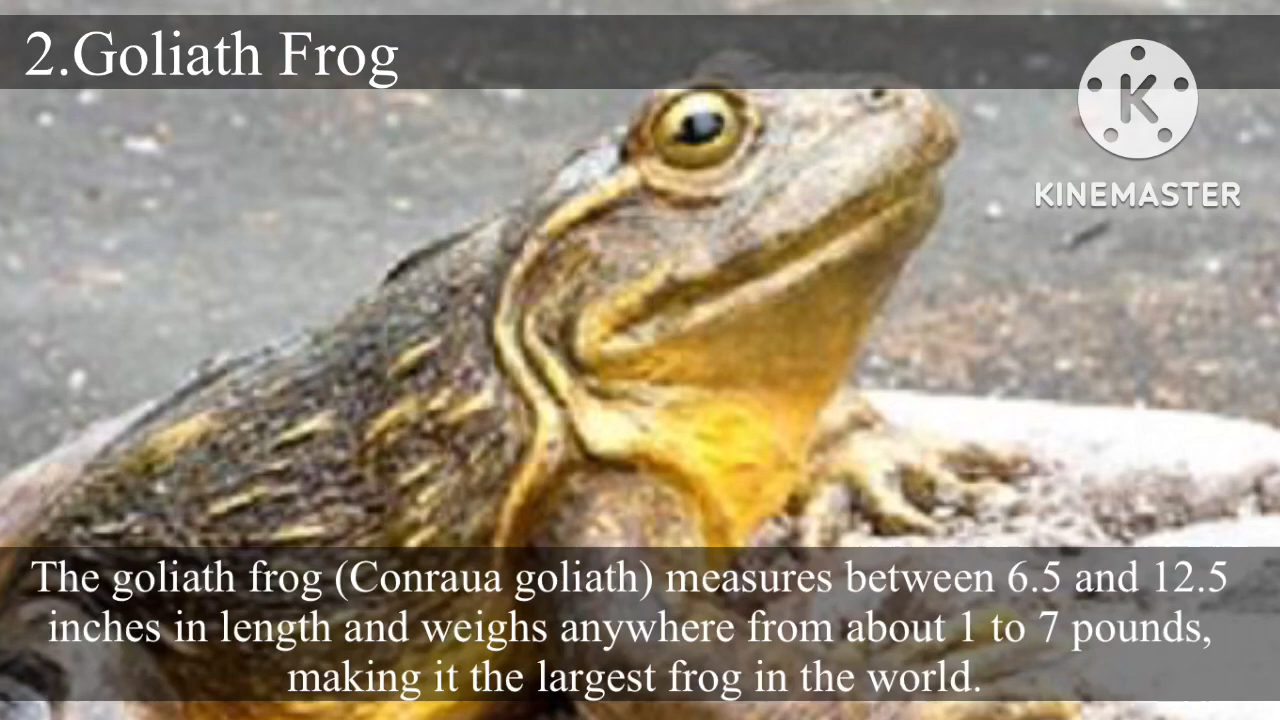 2.Goliath Frog
K
KINEMASTER
The goliath frog (Conraua goliath) measures between 6.5 and 12.5
inches in length and weighs anywhere from about 1 to 7 pounds,
making it the largest frog in the world.